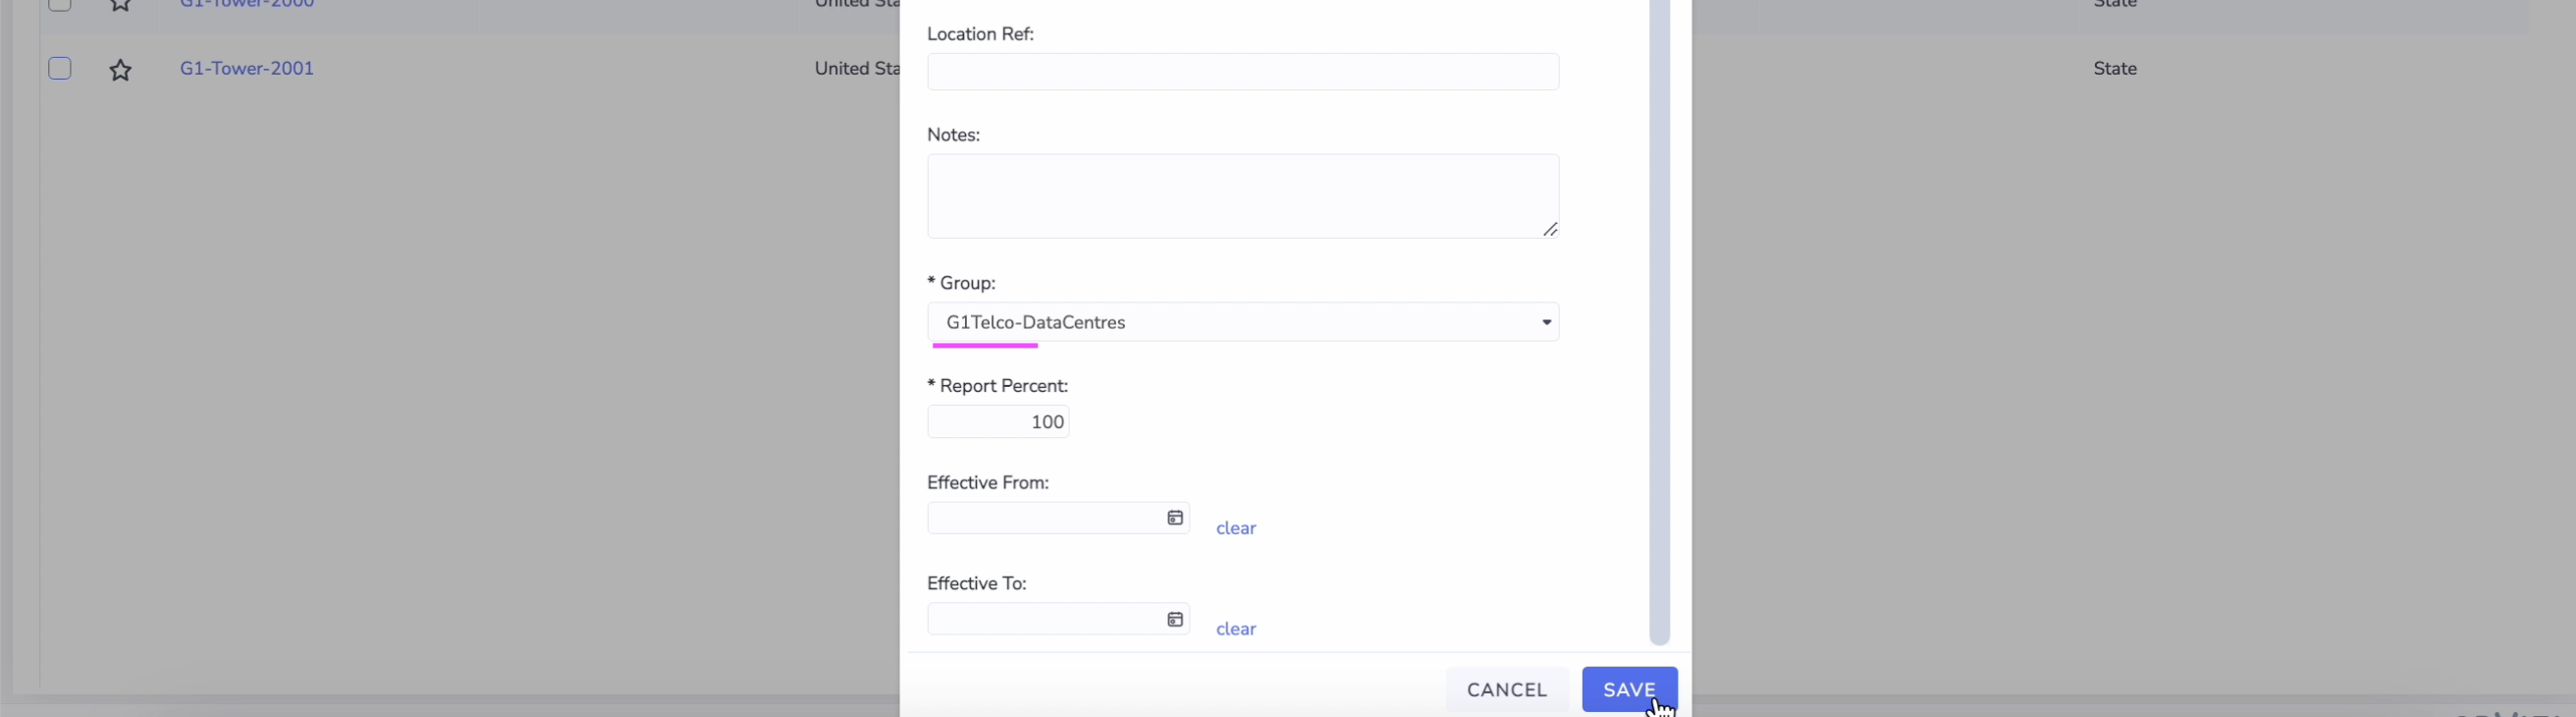 G1-Tower-2000 United Sta State
Location Ref:
G1-Tower-2001 United Sta State
Notes:
* Group:
G1Telco-DataCentres
* Report Percent:
100
Effective From:
clear
Effective To:
clear
CANCEL SAVE